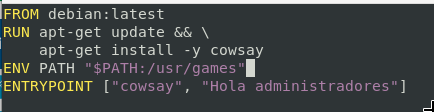 FROM debian:latest
RUN apt-get update && \
    apt-get install -y cowsay
ENV PATH "$PATH:/usr/games"
ENTRYPOINT ["cowsay", "Hola administradores"]